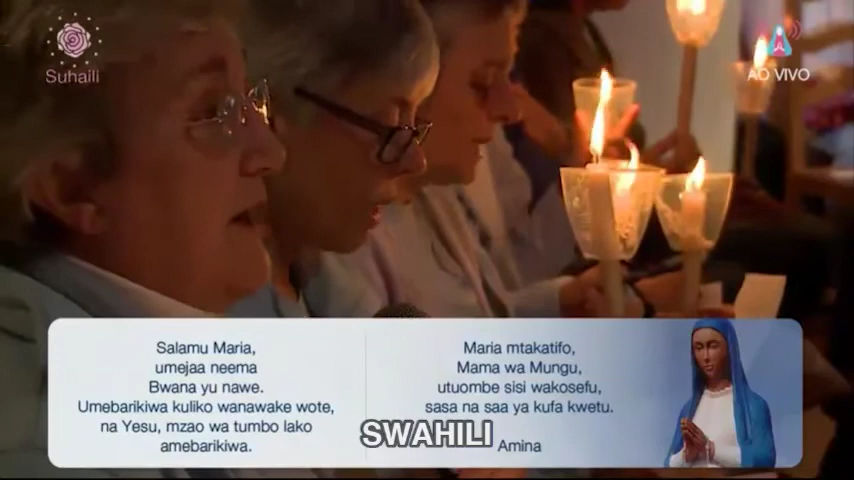 Suhaili
AO VIVO
Salamu Maria,
umejaa neema
Bwana yu nawe.
Umebarikiwa kuliko wanawake wote,
na Yesu, mzao wa tumbo lako
amebarikiwa.
Maria mtakatifo,
Mama wa Mungu,
utuombe sisi wakosefu,
sasa na saa ya kufa kwetu.
Amina
SWAHILI